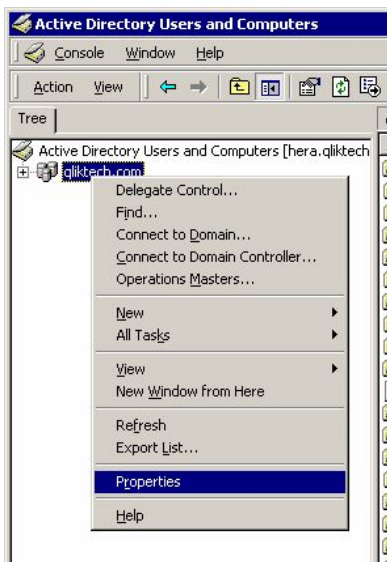 Active Directory Users and Computers
Console Window Help
Action View
Tree
Active Directory Users and Computers [hera.qliktech
qliktech.com
Delegate Control...
Find...
Connect to Domain...
Connect to Domain Controller...
Operations Masters...
New
All Tasks
View
New Window from Here
Refresh
Export List...
Properties
Help